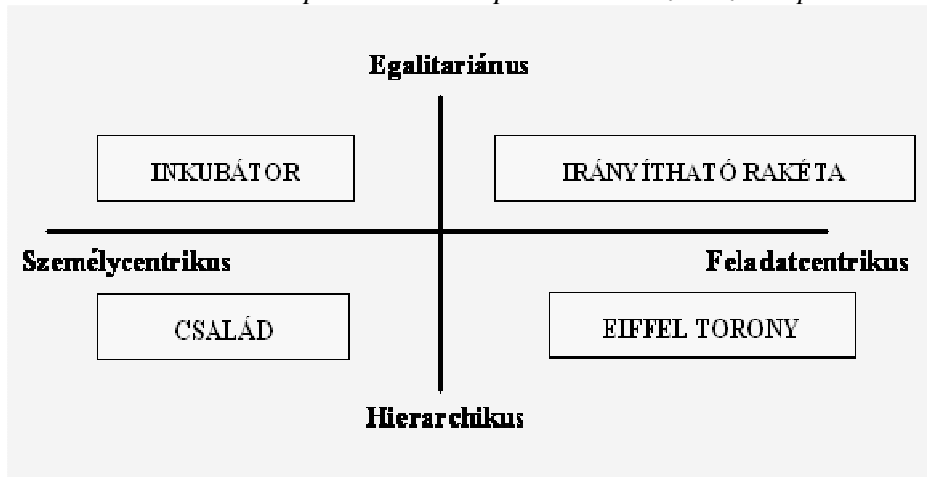 Egalitariánus
INKUBÁTOR
IRÁNYÍTHATÓ RAKÉTA
Személycentrikus
Feladatcentrikus
CSALÁD
EIFFEL TORONY
Hierarchikus